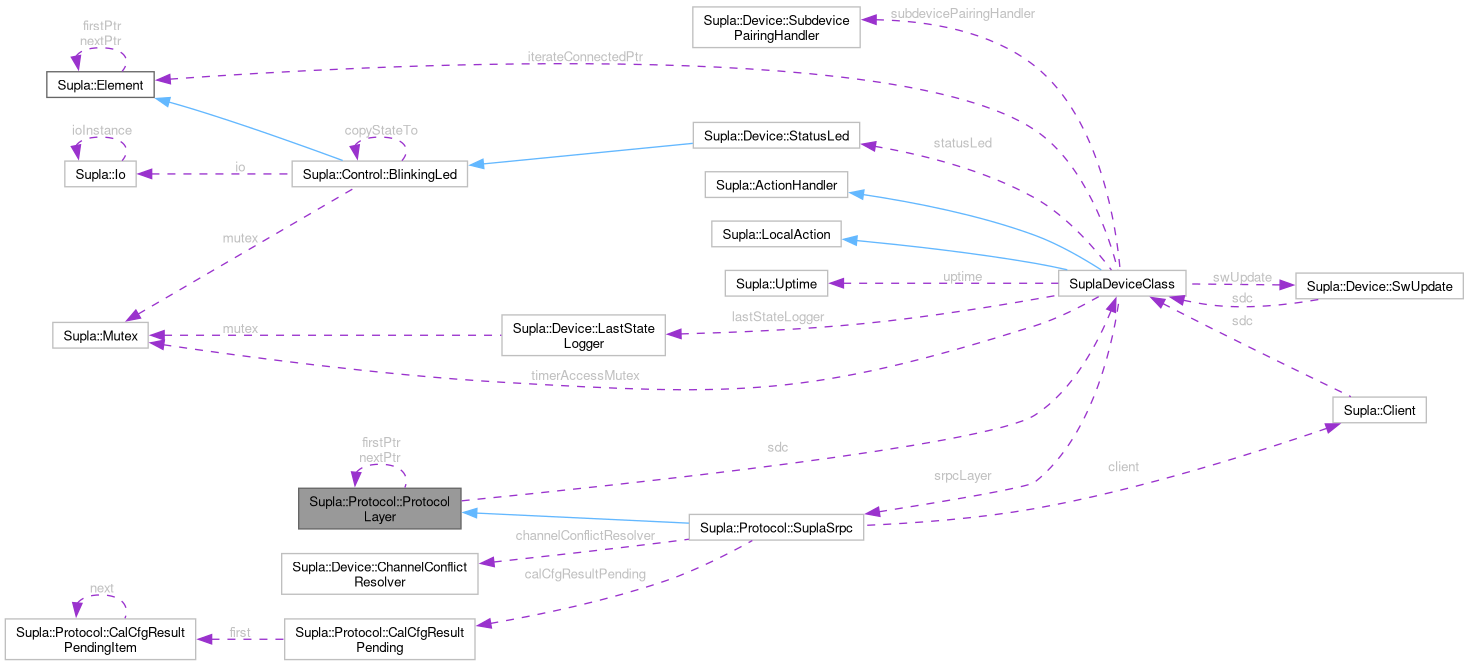 subdevicePairingHandler
Supla::Device::Subdevice
PairingHandler
firstPtr
nextPtr
iterateConnectedPtr
Supla::Element
ioInstance
copyStateTo
Supla::Device::StatusLed
statusLed
Supla::Io
io
Supla::Control::BlinkingLed
Supla::ActionHandler
Supla::LocalAction
mutex
Supla::Uptime
uptime
SuplaDeviceClass
swUpdate
sdc
Supla::Device::SwUpdate
Supla::Mutex
mutex
Supla::Device::LastState
Logger
lastStateLogger
sdc
timerAccessMutex
Supla::Client
firstPtr
nextPtr
sdc
client
srpcLayer
Supla::Protocol::Protocol
Layer
Supla::Protocol::SuplaSrpc
channelConflictResolver
Supla::Device::ChannelConflict
Resolver
calCfgResultPending
next
Supla::Protocol::CalCfgResult
PendingItem
first
Supla::Protocol::CalCfgResult
Pending